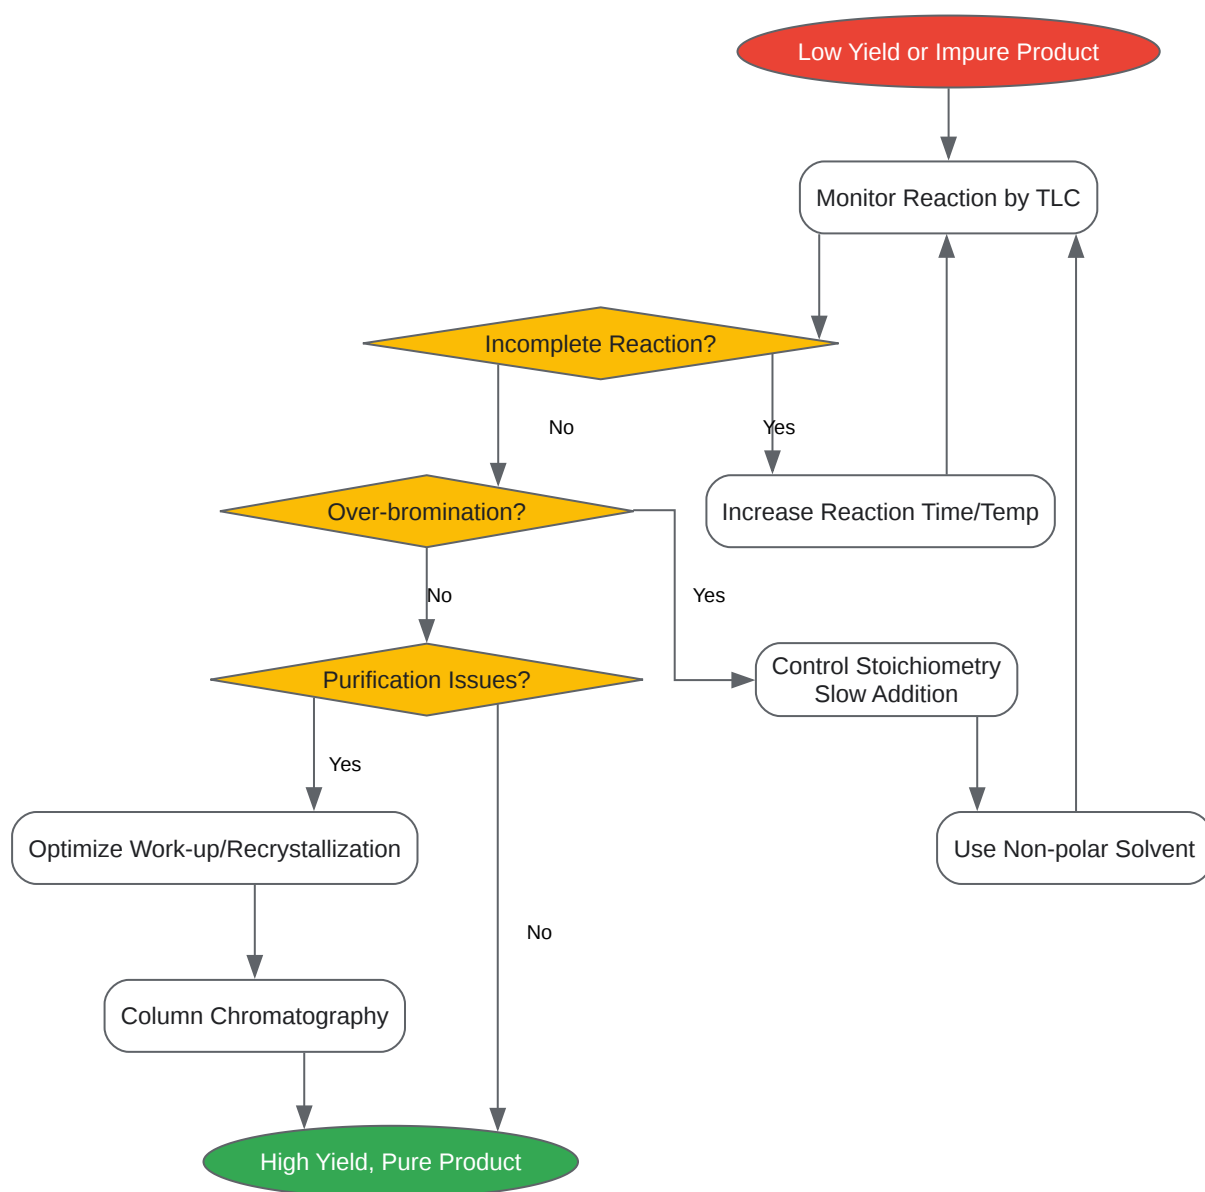 Low Yield or Impure Product
Monitor Reaction by TLC
Incomplete Reaction?
No
Yes
Over-bromination?
Increase Reaction Time/Temp
No
Yes
Control Stoichiometry
Slow Addition
Purification Issues?
Yes
Optimize Work-up/Recrystallization
Use Non-polar Solvent
No
Column Chromatography
High Yield, Pure Product